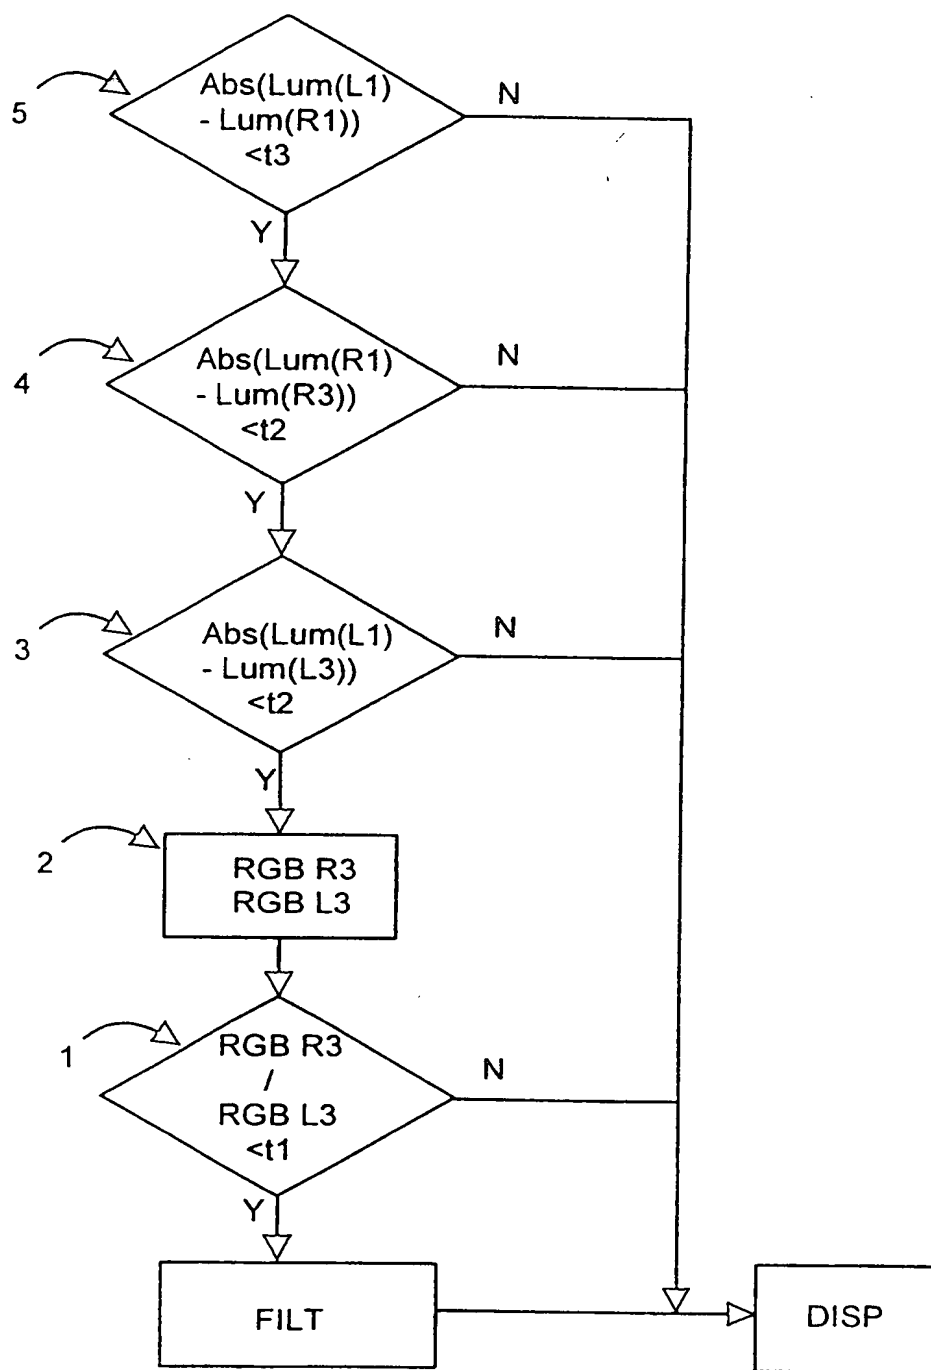 5
Abs(Lum(L1)
- Lum(R1))
<t3
N
Y
4
Abs(Lum(R1)
- Lum(R3))
<t2
N
Y
3
Abs(Lum(L1)
- Lum(L3))
<t2
N
Y
2
RGB R3
RGB L3
1
RGB R3
/
RGB L3
<t1
N
Y
FILT
DISP